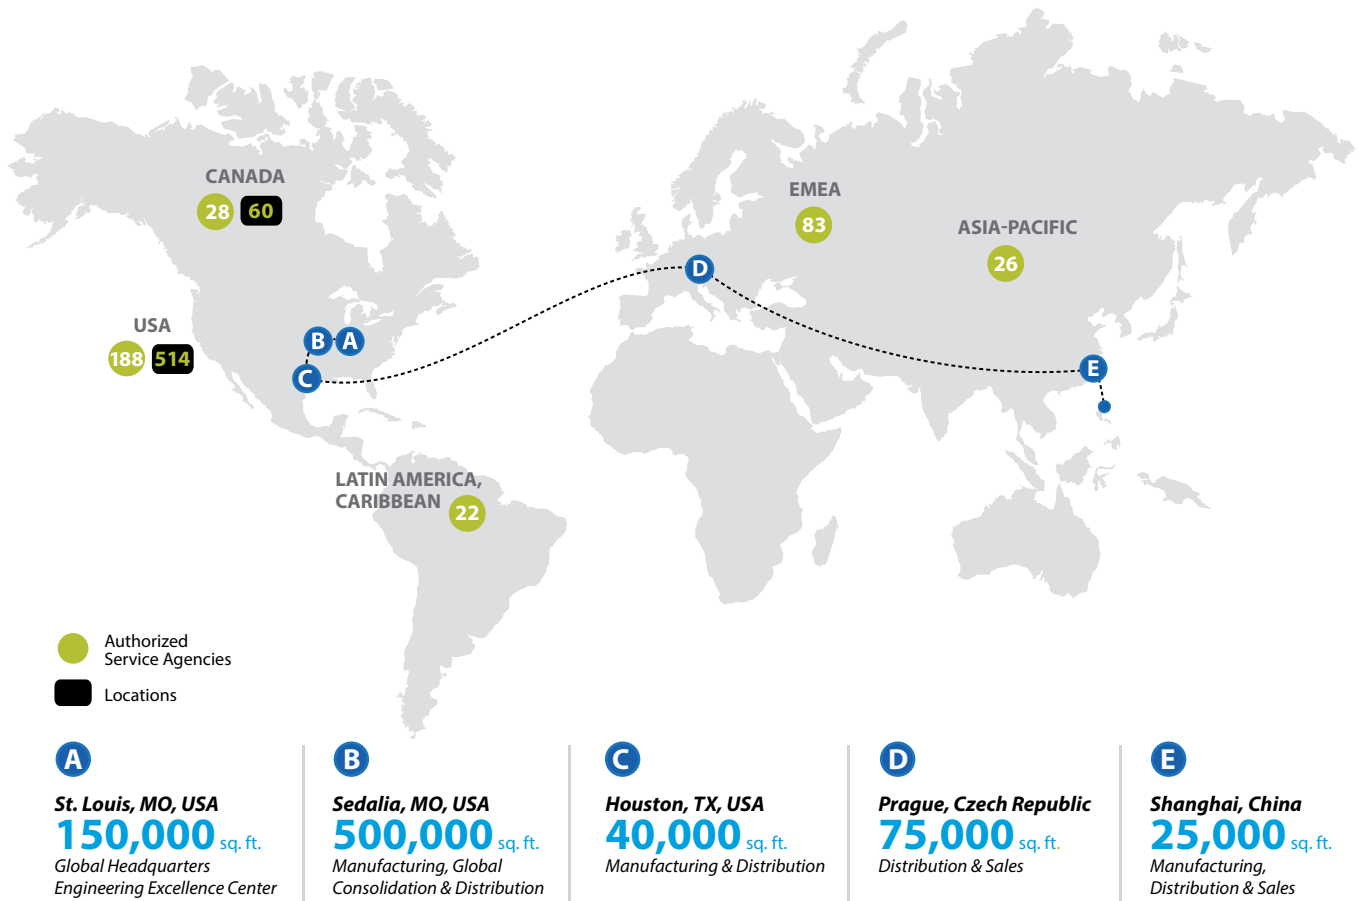 CANADA
28 60
EMEA
83
ASIA-PACIFIC
26
D
USA
188 514
B A
C
E
LATIN AMERICA,
CARIBBEAN
22
Authorized
Service Agencies
Locations
A
St. Louis, MO, USA
150,000 sq. ft.
Global Headquarters
Engineering Excellence Center
B
Sedalia, MO, USA
500,000 sq. ft.
Manufacturing, Global
Consolidation & Distribution
C
Houston, TX, USA
40,000 sq. ft.
Manufacturing & Distribution
D
Prague, Czech Republic
75,000 sq. ft.
Distribution & Sales
E
Shanghai, China
25,000 sq. ft.
Manufacturing,
Distribution & Sales